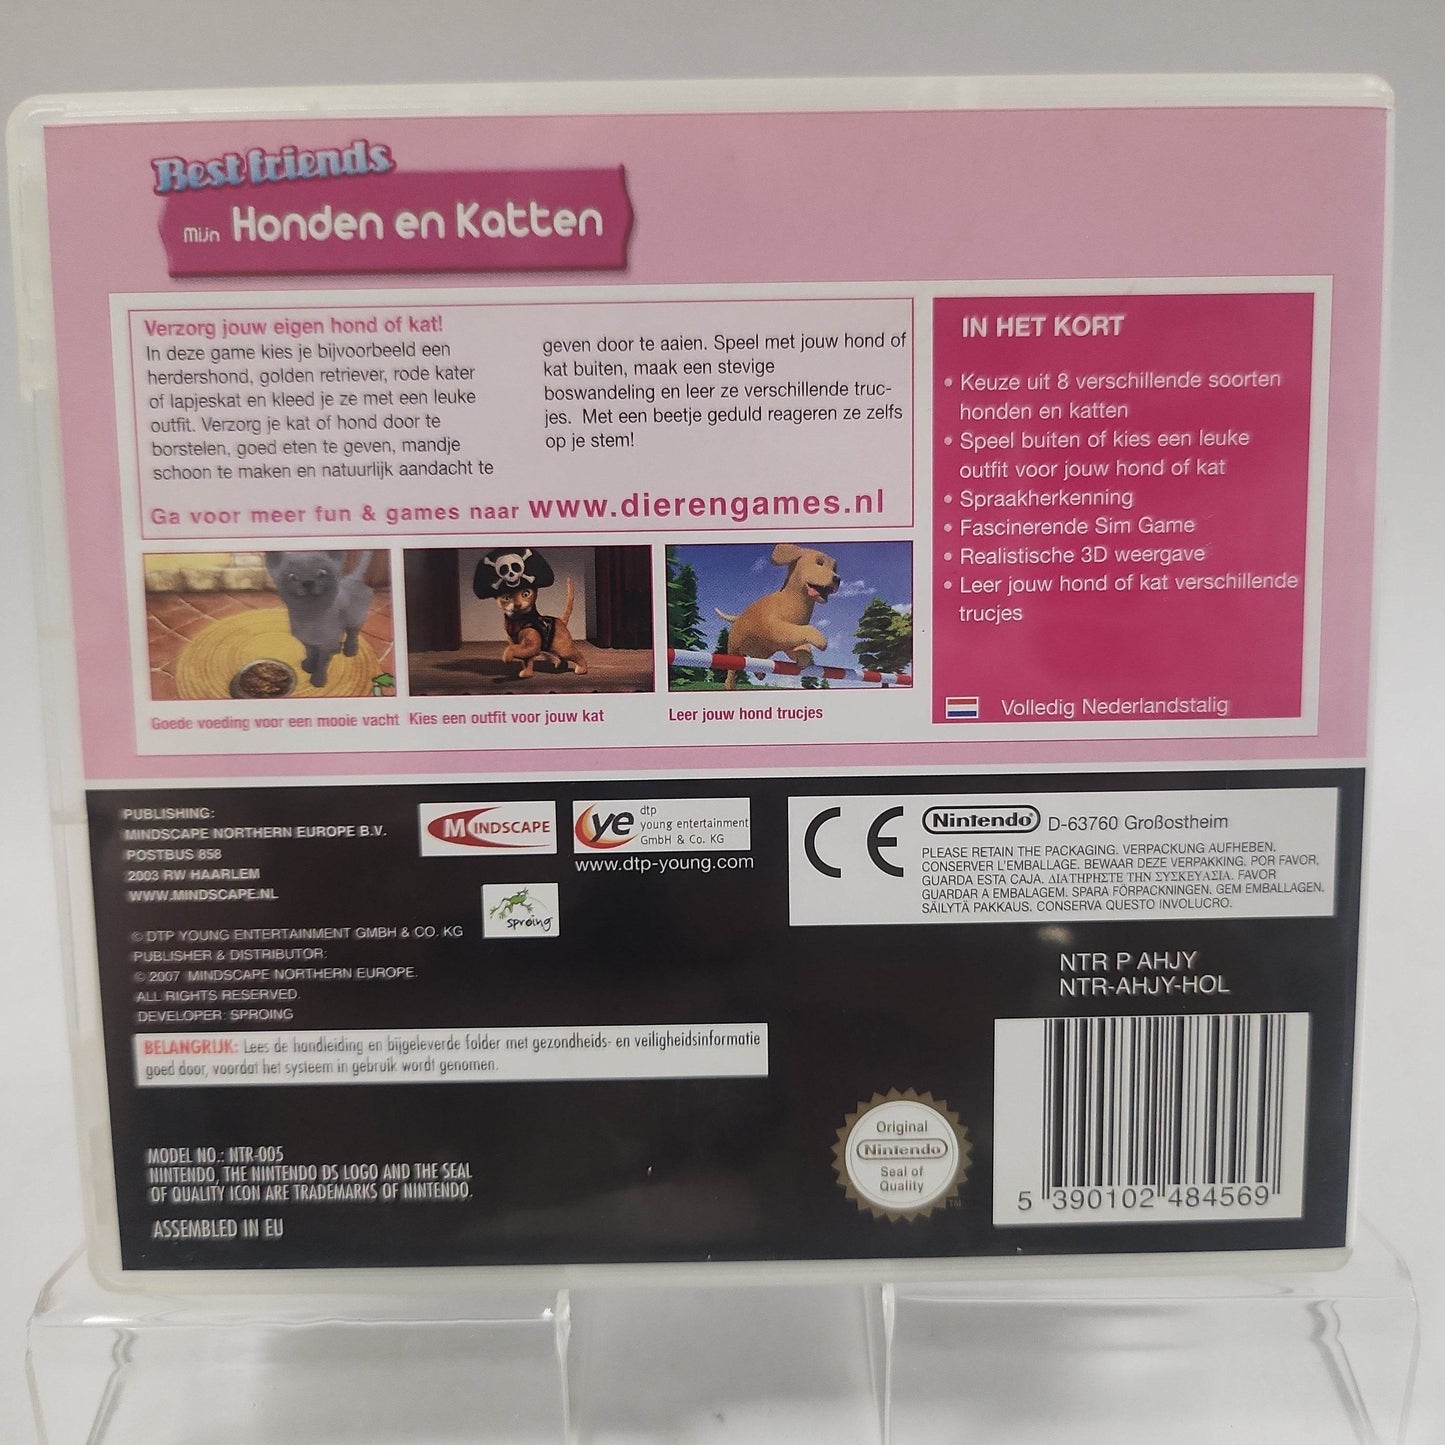 Best friends
Mijn Honden en Katten
Verzorg jouw eigen hond of kat!
In deze game kies je bijvoorbeeld een
herdershond, golden retriever, rode kater
of lapjeskat en kleed je ze met een leuke
outfit. Verzorg je kat of hond door te
borstelen, goed eten te geven, mandje
schoon te maken en natuurlijk aandacht te
geven door te aaien. Speel met jouw hond of
kat buiten, maak een stevige
boswandeling en leer ze verschillende truc-
jes. Met een beetje geduld reageren ze zelfs
op je stem!
Ga voor meer fun & games naar www.dierengames.nl
Goede voeding voor een mooie vacht
Kies een outfit voor jouw kat
Leer jouw hond trucjes
IN HET KORT
• Keuze uit 8 verschillende soorten
honden en katten
• Speel buiten of kies een leuke
outfit voor jouw hond of kat
• Spraakherkenning
• Fascinerende Sim Game
• Realistische 3D weergave
• Leer jouw hond of kat verschillende
trucjes
Volledig Nederlandstalig
PUBLISHING:
MINDSCAPE NORTHERN EUROPE B.V.
POSTBUS 858
2003 RW HAARLEM
WWW.MINDSCAPE.NL
MINDSCAPE
ye
dtp
young entertainment
GmbH & Co. KG
www.dtp-young.com
sproing
© DTP YOUNG ENTERTAINMENT GMBH & CO. KG
PUBLISHER & DISTRIBUTOR:
© 2007 MINDSCAPE NORTHERN EUROPE.
ALL RIGHTS RESERVED.
DEVELOPER: SPROING
BELANGRIJK: Lees de handleiding en bijgeleverde folder met gezondheids- en veiligheidsinformatie
goed door, voordat het systeem in gebruik wordt genomen.
MODEL NO.: NTR-005
NINTENDO, THE NINTENDO DS LOGO AND THE SEAL
OF QUALITY ICON ARE TRADEMARKS OF NINTENDO.
ASSEMBLED IN EU
CE
Nintendo® D-63760 Großostheim
PLEASE RETAIN THE PACKAGING. VERPACKUNG AUFHEBEN.
CONSERVER L'EMBALLAGE. BEWAAR DEZE VERPAKKING. POR FAVOR,
GUARDA ESTA CAJA. ΔΙΑΤΗΡΗΣΤΕ ΤΗΝ ΣΥΣΚΕΥΑΣΙΑ. FAVOR
GUARDAR A EMBALAGEM. SPARA FÖRPACKNINGEN. GEM EMBALLAGEN.
SÄILYTÄ PAKKAUS. CONSERVA QUESTO INVOLUCRO.
NTR P AHJY
NTR-AHJY-HOL
Original
Nintendo
Seal of
Quality
TM
5 390102 484569